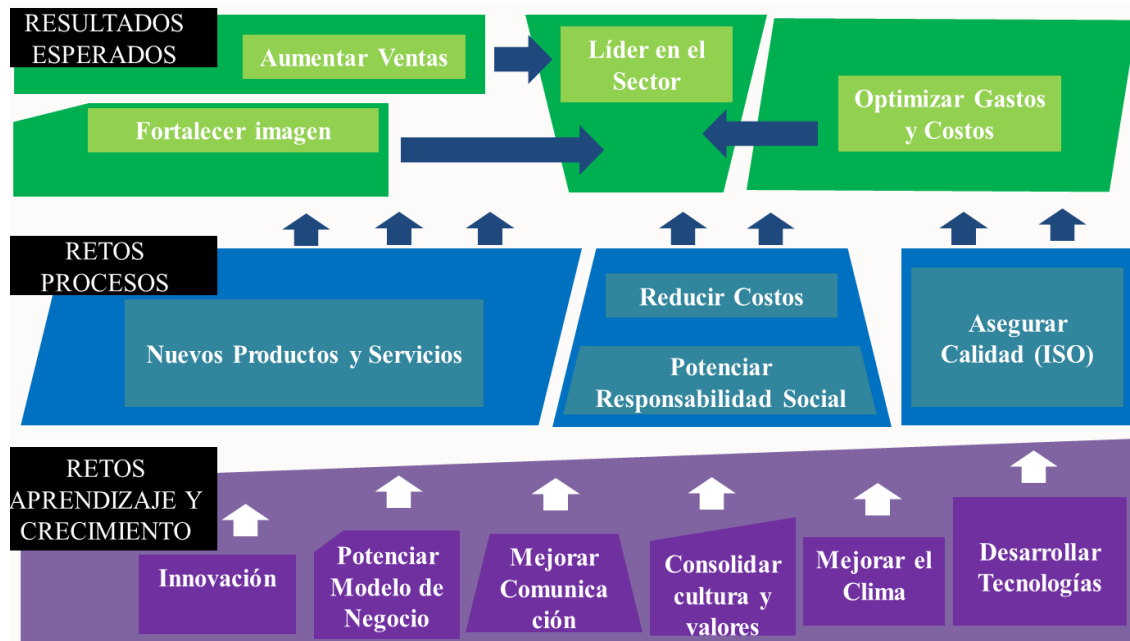 RESULTADOS
ESPERADOS
Aumentar Ventas
Líder en el
Sector
Optimizar Gastos
y Costos
Fortalecer imagen
RETOS
PROCESOS
Nuevos Productos y Servicios
Reducir Costos
Potenciar
Responsabilidad Social
Asegurar
Calidad (ISO)
RETOS
APRENDIZAJE Y
CRECIMIENTO
Innovación
Potenciar
Modelo de
Negocio
Mejorar
Comunica
ción
Consolidar
cultura y
valores
Mejorar el
Clima
Desarrollar
Tecnologías